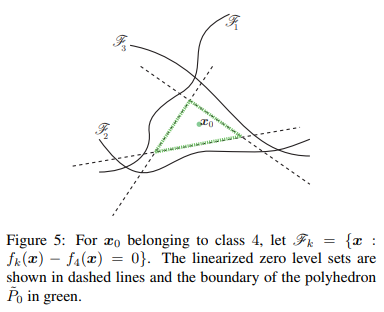 ℱ₁
ℱ₃
x₀
ℱ₂
Figure 5: For x₀ belonging to class 4, let ℱₖ = {x :
fₖ(x) − f₄(x) = 0}. The linearized zero level sets are
shown in dashed lines and the boundary of the polyhedron
P̃₀ in green.